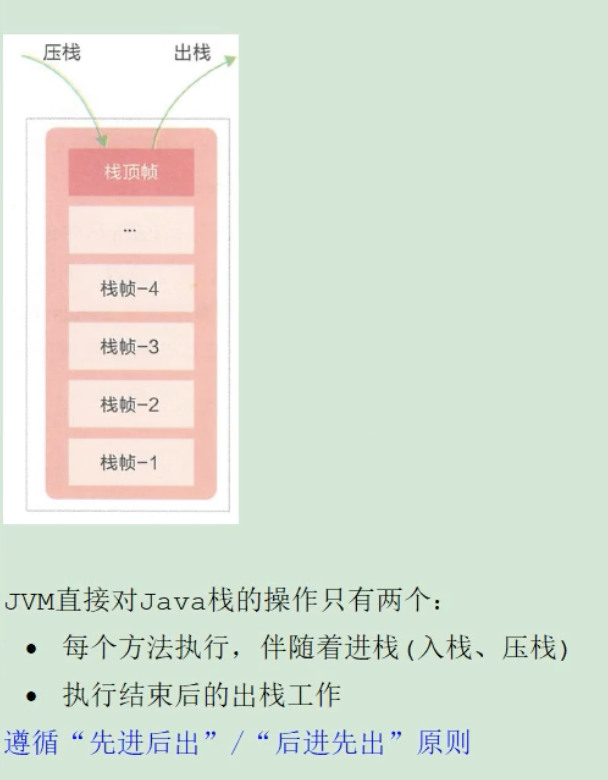 压栈 出栈
栈顶帧
...
栈帧-4
栈帧-3
栈帧-2
栈帧-1
JVM直接对Java栈的操作只有两个:
• 每个方法执行，伴随着进栈(入栈、压栈)
• 执行结束后的出栈工作
遵循“先进后出”/“后进先出”原则